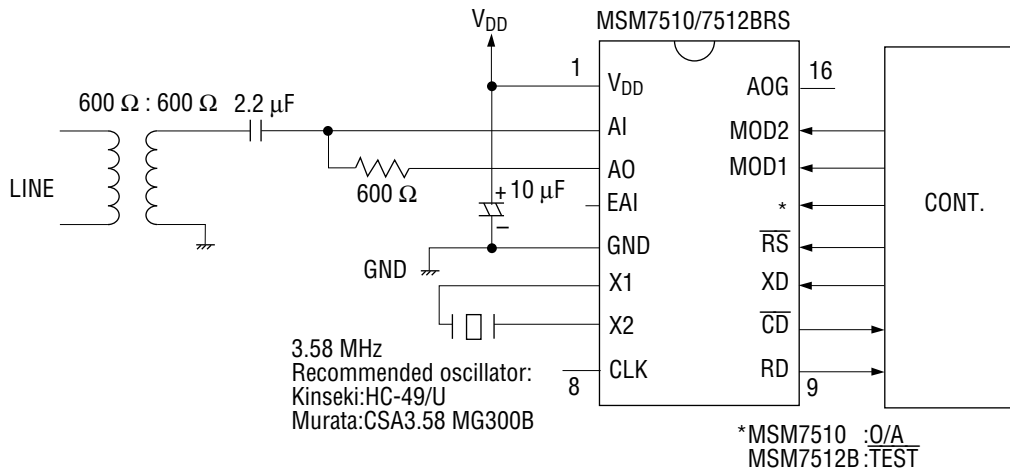 MSM7510/7512BRS
VDD
1
16
VDD
AOG
600 Ω : 600 Ω
2.2 µF
AI
MOD2
AO
MOD1
600 Ω
LINE
+
10 µF
−
EAI
*
CONT.
GND
GND
RS
X1
XD
X2
CD
3.58 MHz
Recommended oscillator:
Kinseki:HC-49/U
Murata:CSA3.58 MG300B
8
CLK
RD
9
*MSM7510 :O/A
MSM7512B:TEST